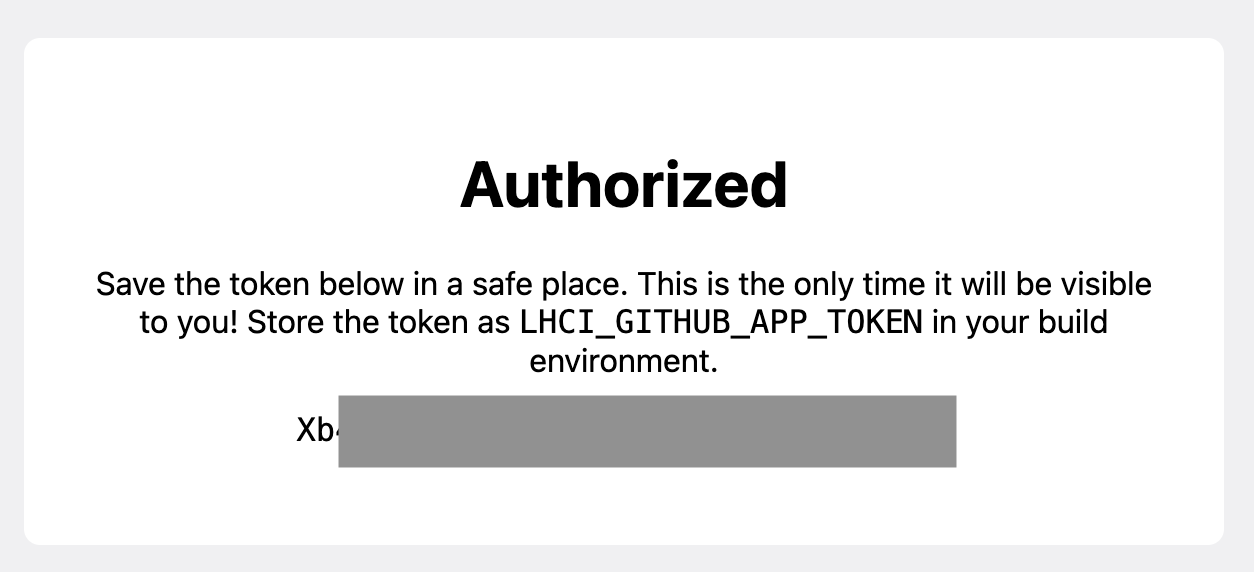 Authorized
Save the token below in a safe place. This is the only time it will be visible
to you! Store the token as LHCI_GITHUB_APP_TOKEN in your build
environment.
Xb